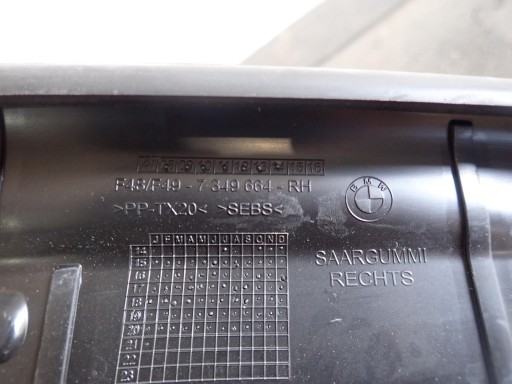 F48/F49 - 7 349 664 - RH
BMW
>PP-TX20< >SEBS<
J F M A M J J A S O N D
14
15
16
17
18
19
20
21
22
23
SAARGUMMI
RECHTS